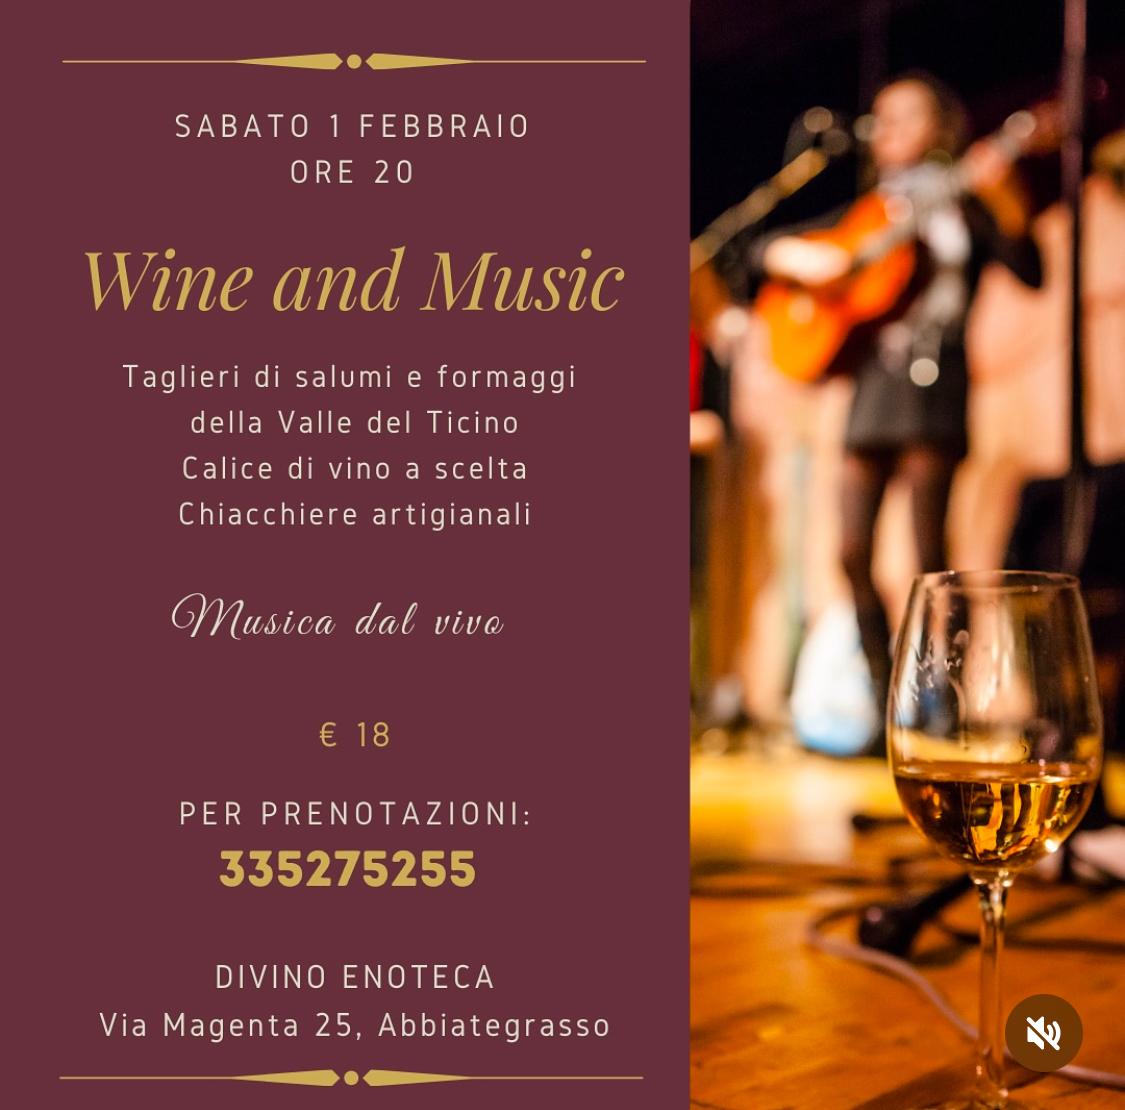 SABATO 1 FEBBRAIO
ORE 20
Wine and Music
Taglieri di salumi e formaggi
della Valle del Ticino
Calice di vino a scelta
Chiacchiere artigianali
Musica dal vivo
€ 18
PER PRENOTAZIONI:
335275255
DIVINO ENOTECA
Via Magenta 25, Abbiategrasso